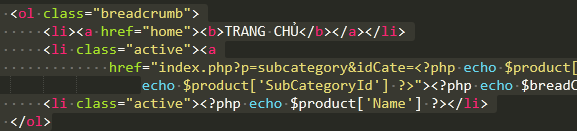 <ol class="breadcrumb">
<li><a href="home"><b>TRANG CHỦ</b></a></li>
<li class="active"><a
href="index.php?p=subcategory&idCate=<?php echo $product[
echo $product['SubCategoryId'] ?>"><?php echo $breadC
<li class="active"><?php echo $product['Name'] ?></li>
</ol>